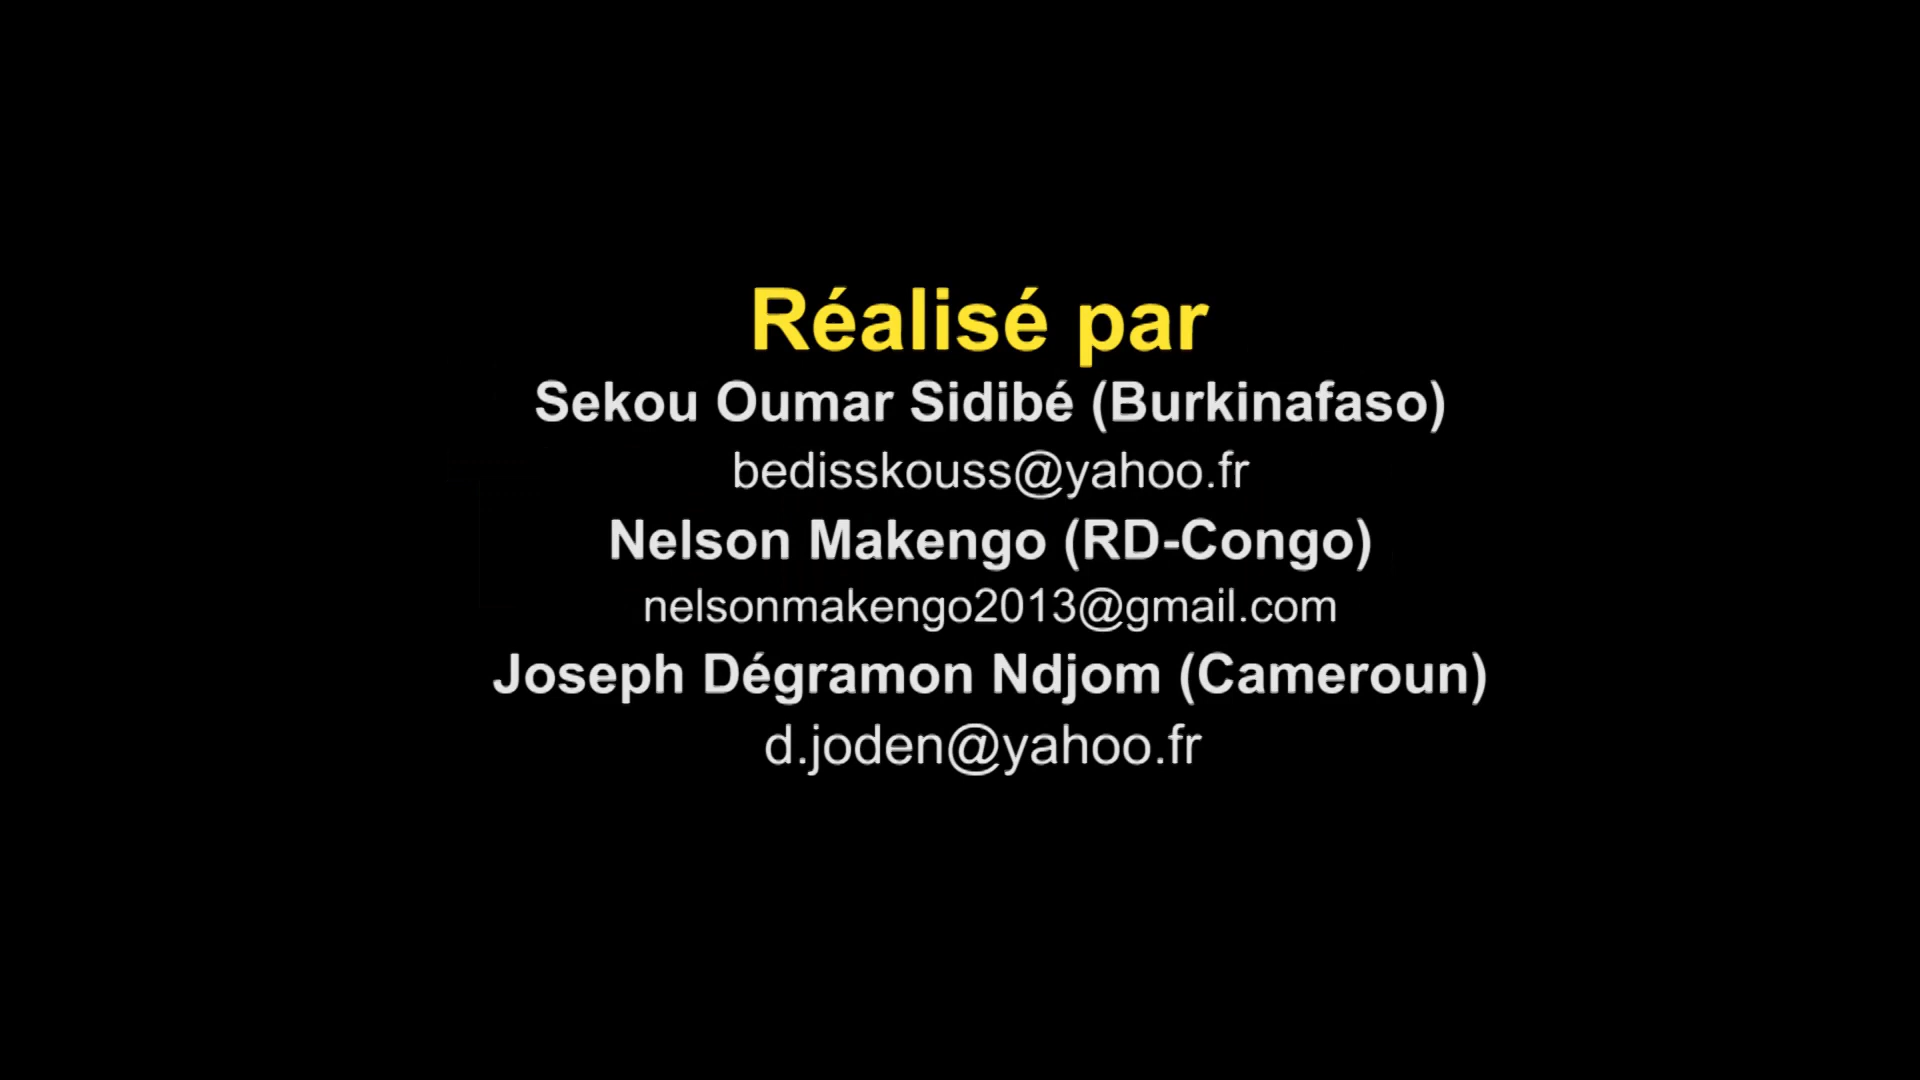 Réalisé par
Sekou Oumar Sidibé (Burkinafaso)
bedisskouss@yahoo.fr
Nelson Makengo (RD-Congo)
nelsonmakengo2013@gmail.com
Joseph Dégramon Ndjom (Cameroun)
d.joden@yahoo.fr